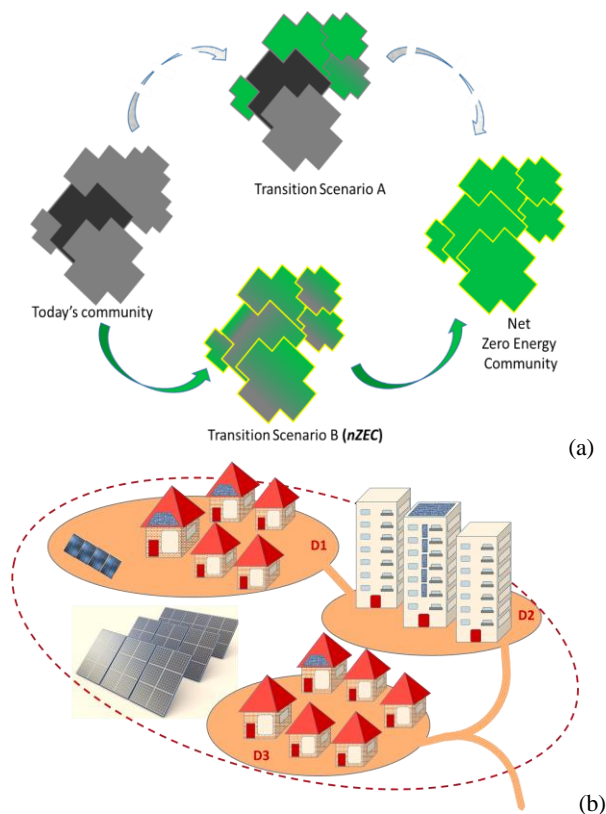 Transition Scenario A
Today's community
Net
Zero Energy
Community
Transition Scenario B (nZEC)
(a)
D1
D2
D3
(b)